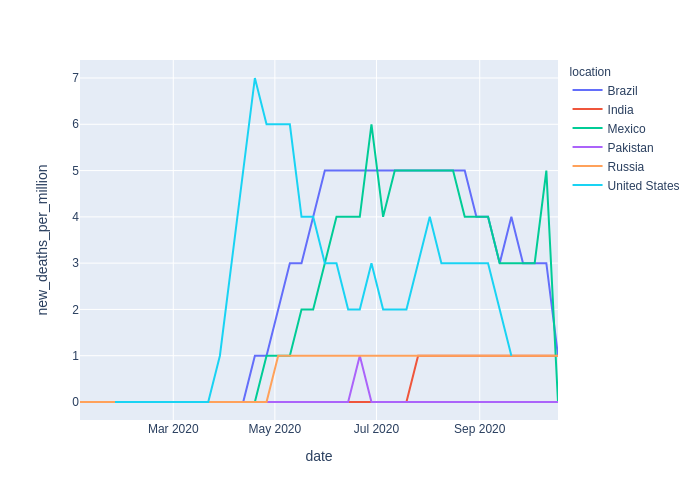 new_deaths_per_million
7
6
5
4
3
2
1
0
Mar 2020
May 2020
Jul 2020
Sep 2020
date
location
Brazil
India
Mexico
Pakistan
Russia
United States